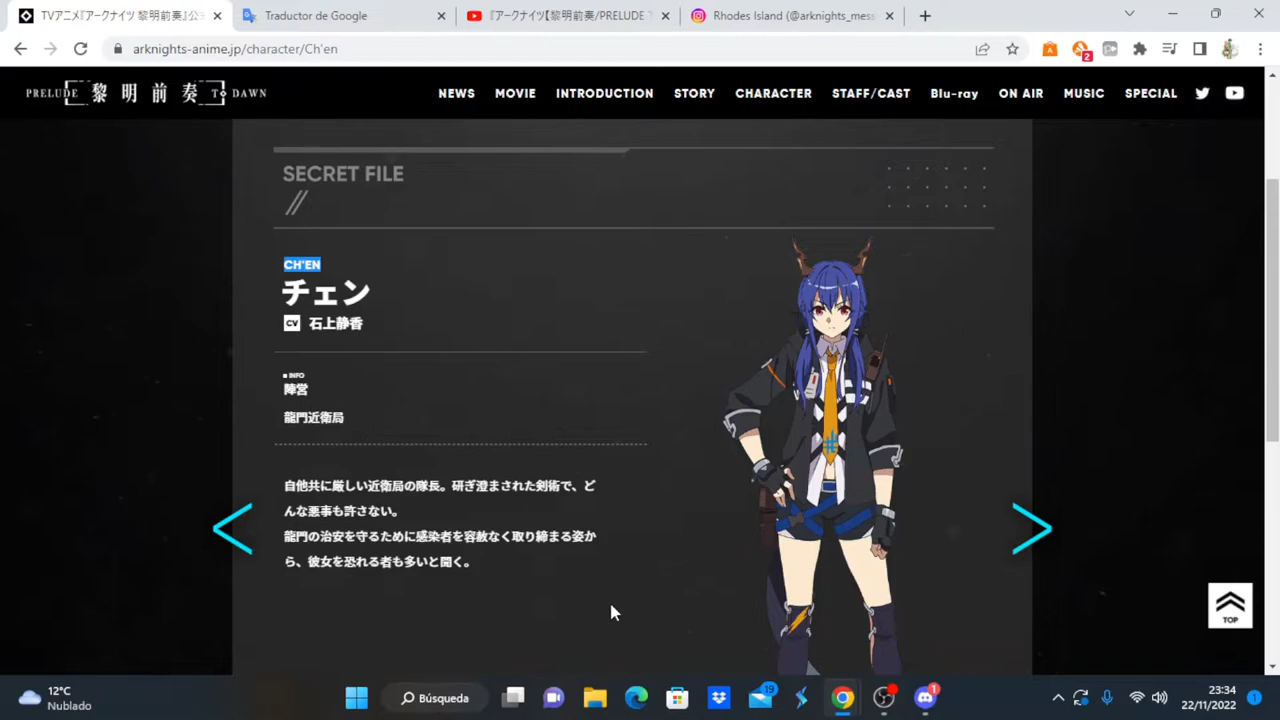 TVアニメ『アークナイツ 黎明前奏』公式
Traductor de Google
『アークナイツ【黎明前奏/PRELUDE T
Rhodes Island (@arknights_mess
arknights-anime.jp/character/Ch'en
PRELUDE 黎明前奏 TO DAWN
NEWS MOVIE INTRODUCTION STORY CHARACTER STAFF/CAST Blu-ray ON AIR MUSIC SPECIAL
SECRET FILE
//
CH'EN
チェン
CV 石上静香
INFO
陣営
龍門近衛局
自他共に厳しい近衛局の隊長。研ぎ澄まされた剣術で、ど
んな悪事も許さない。
龍門の治安を守るために感染者を容赦なく取り締まる姿か
ら、彼女を恐れる者も多いと聞く。
TOP
12°C
Nublado
Búsqueda
2
19
1
23:34
22/11/2022
1